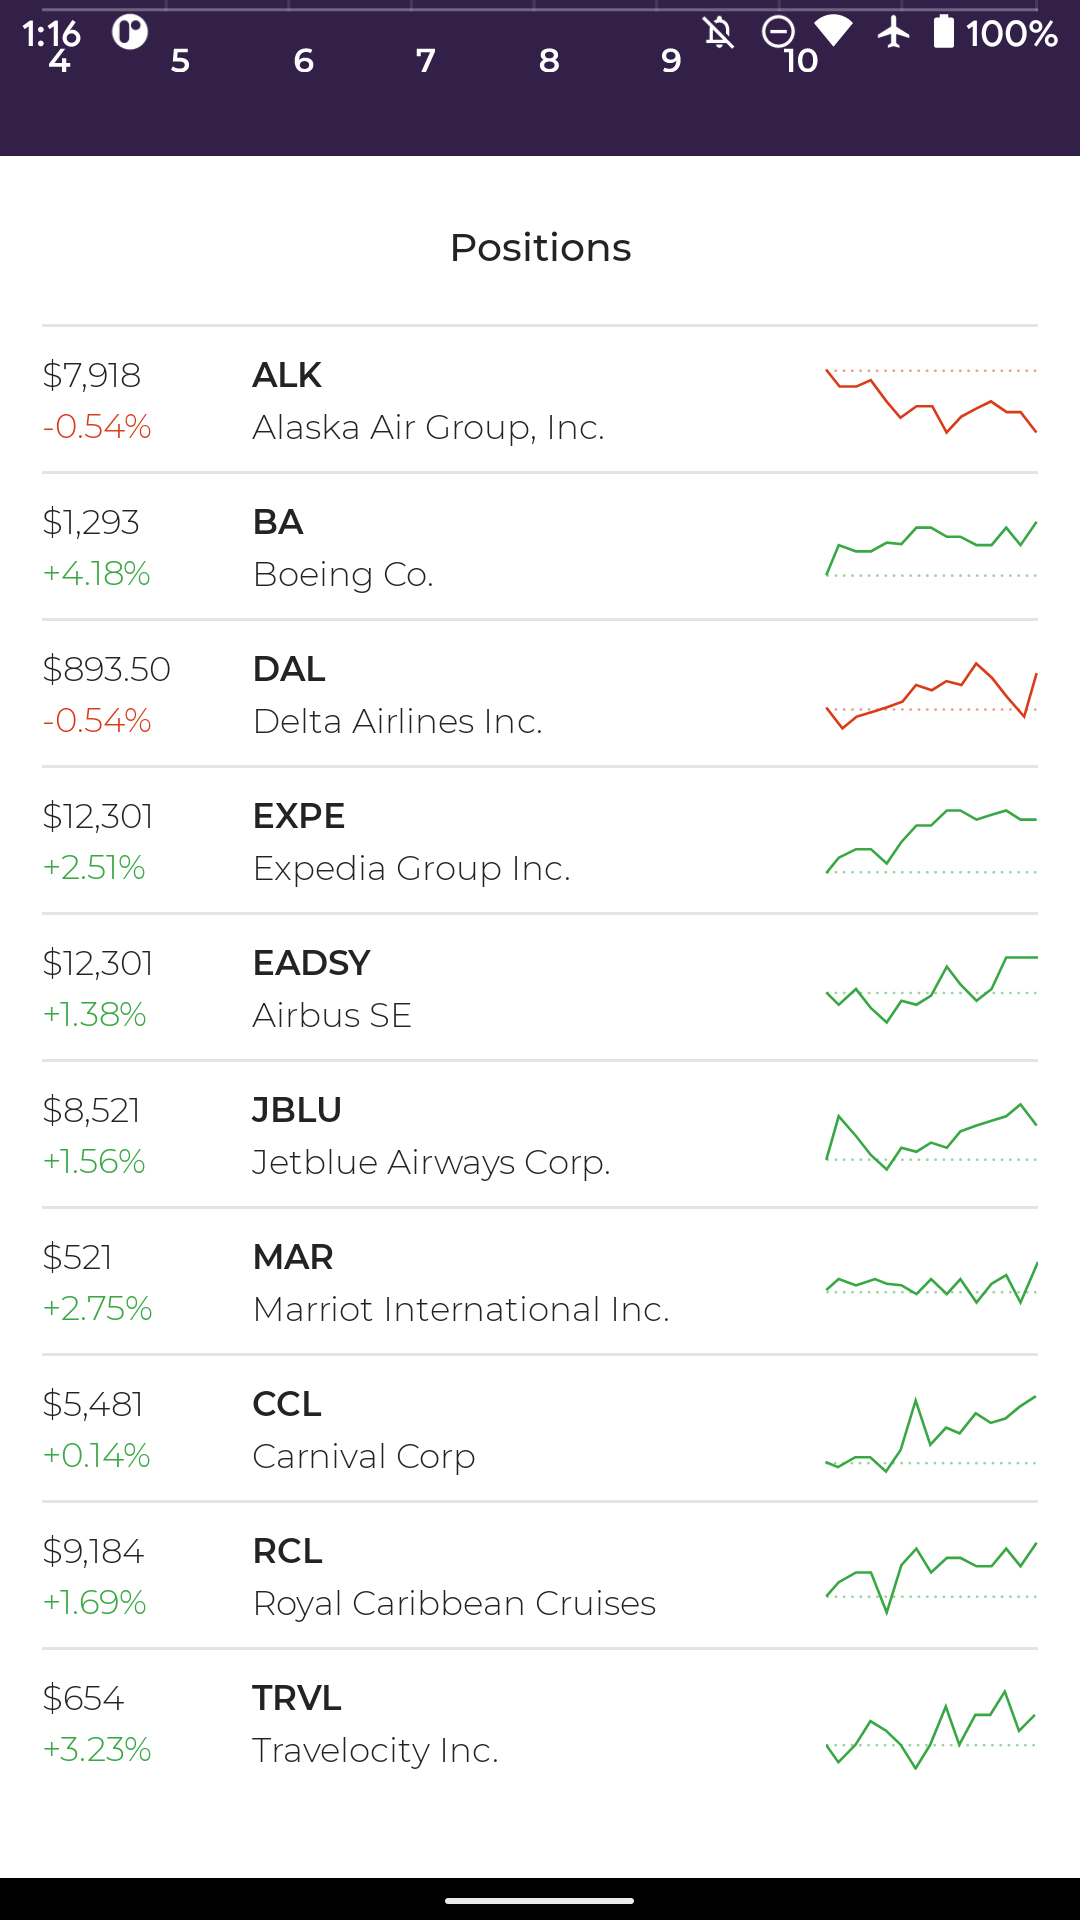 1:16 100%
4 5 6 7 8 9 10
Positions
$7,918 ALK
-0.54% Alaska Air Group, Inc.
$1,293 BA
+4.18% Boeing Co.
$893.50 DAL
-0.54% Delta Airlines Inc.
$12,301 EXPE
+2.51% Expedia Group Inc.
$12,301 EADSY
+1.38% Airbus SE
$8,521 JBLU
+1.56% Jetblue Airways Corp.
$521 MAR
+2.75% Marriot International Inc.
$5,481 CCL
+0.14% Carnival Corp
$9,184 RCL
+1.69% Royal Caribbean Cruises
$654 TRVL
+3.23% Travelocity Inc.